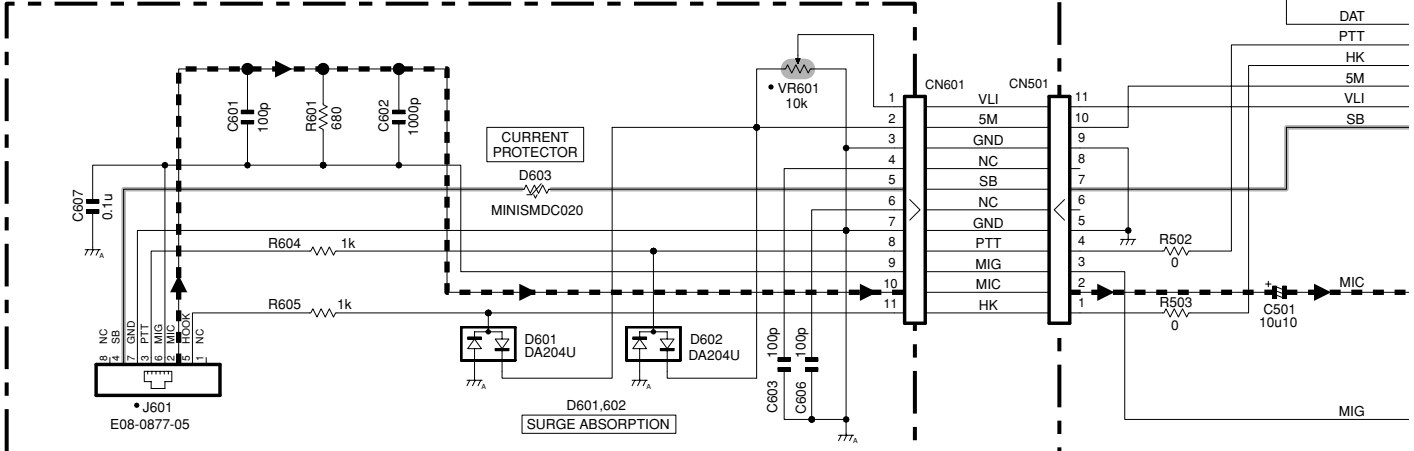 DAT
PTT
HK
5M
VLI
SB
C601
100p
R601
680
C602
1000p
VR601
10k
CN601
CN501
CURRENT
PROTECTOR
D603
MINISMDC020
C607
0.1u
A
R604 1k
R605 1k
1 VLI 11
2 5M 10
3 GND 9
4 NC 8
5 SB 7
6 NC 6
7 GND 5
8 PTT 4
9 MIG 3
10 MIC 2
11 HK 1
R502
0
MIC
+
C501
10u10
R503
0
NC
SB
GND
PTT
MIG
MIC
HOOK
NC
8
4
7
3
6
2
5
1
J601
E08-0877-05
D601
DA204U
A
D602
DA204U
A
100p
C603
100p
C606
A
D601,602
SURGE ABSORPTION
MIG